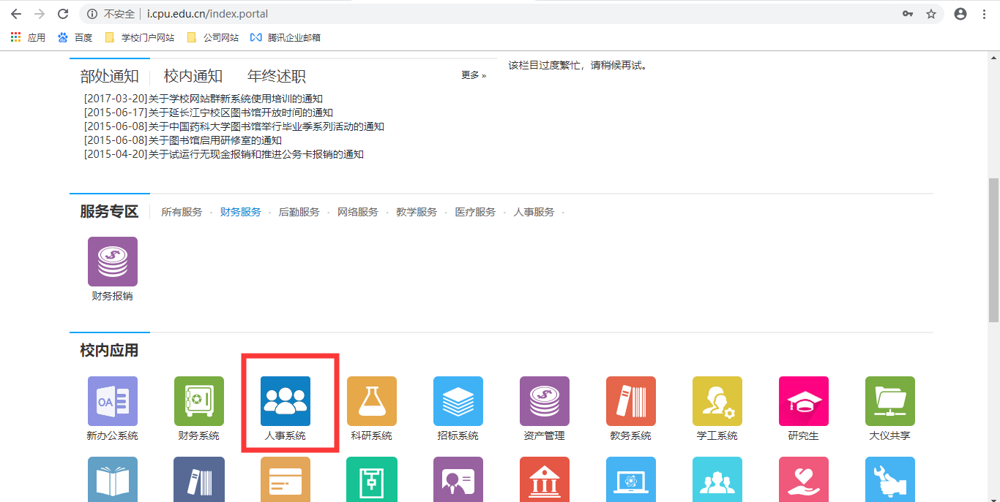 不安全 i.cpu.edu.cn/index.portal
应用 百度 学校门户网站 公司网站 腾讯企业邮箱
部处通知 校内通知 年终述职 更多 »
该栏目过度繁忙，请稍候再试。
[2017-03-20]关于学校网站群新系统使用培训的通知
[2015-06-17]关于延长江宁校区图书馆开放时间的通知
[2015-06-08]关于中国药科大学图书馆举行毕业季系列活动的通知
[2015-06-08]关于图书馆启用研修室的通知
[2015-04-20]关于试运行无现金报销和推进公务卡报销的通知
服务专区 所有服务 · 财务服务 · 后勤服务 · 网络服务 · 教学服务 · 医疗服务 · 人事服务 ·
财务报销
校内应用
OA
新办公系统 财务系统 人事系统 科研系统 招标系统 资产管理 教务系统 学工系统 研究生 大仪共享